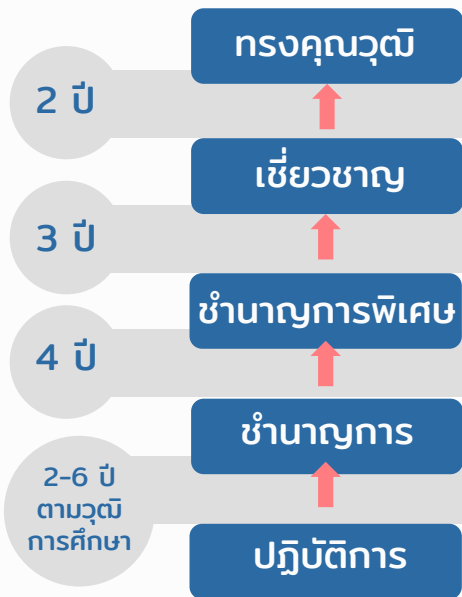 ทรงคุณวุฒิ
2 ปี
เชี่ยวชาญ
3 ปี
ชำนาญการพิเศษ
4 ปี
ชำนาญการ
2-6 ปี
ตามวุฒิ
การศึกษา
ปฏิบัติการ